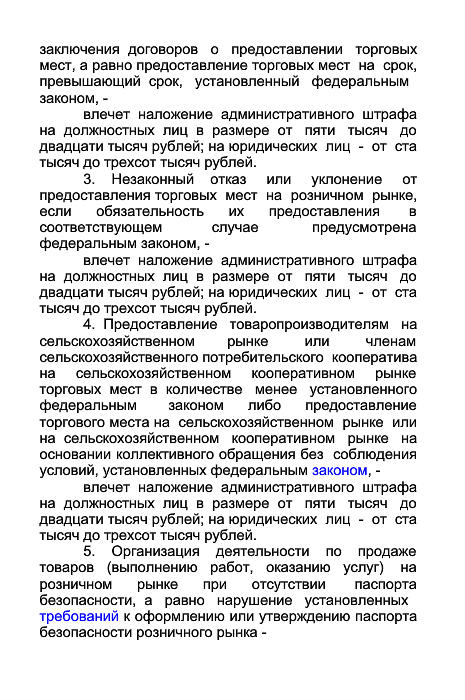 заключения договоров о предоставлении торговых
мест, а равно предоставление торговых мест на срок,
превышающий срок, установленный федеральным
законом, -
влечет наложение административного штрафа
на должностных лиц в размере от пяти тысяч до
двадцати тысяч рублей; на юридических лиц - от ста
тысяч до трехсот тысяч рублей.
3. Незаконный отказ или уклонение от
предоставления торговых мест на розничном рынке,
если обязательность их предоставления в
соответствующем случае предусмотрена
федеральным законом, -
влечет наложение административного штрафа
на должностных лиц в размере от пяти тысяч до
двадцати тысяч рублей; на юридических лиц - от ста
тысяч до трехсот тысяч рублей.
4. Предоставление товаропроизводителям на
сельскохозяйственном рынке или членам
сельскохозяйственного потребительского кооператива
на сельскохозяйственном кооперативном рынке
торговых мест в количестве менее установленного
федеральным законом либо предоставление
торгового места на сельскохозяйственном рынке или
на сельскохозяйственном кооперативном рынке на
основании коллективного обращения без соблюдения
условий, установленных федеральным законом, -
влечет наложение административного штрафа
на должностных лиц в размере от пяти тысяч до
двадцати тысяч рублей; на юридических лиц - от ста
тысяч до трехсот тысяч рублей.
5. Организация деятельности по продаже
товаров (выполнению работ, оказанию услуг) на
розничном рынке при отсутствии паспорта
безопасности, а равно нарушение установленных
требований к оформлению или утверждению паспорта
безопасности розничного рынка -